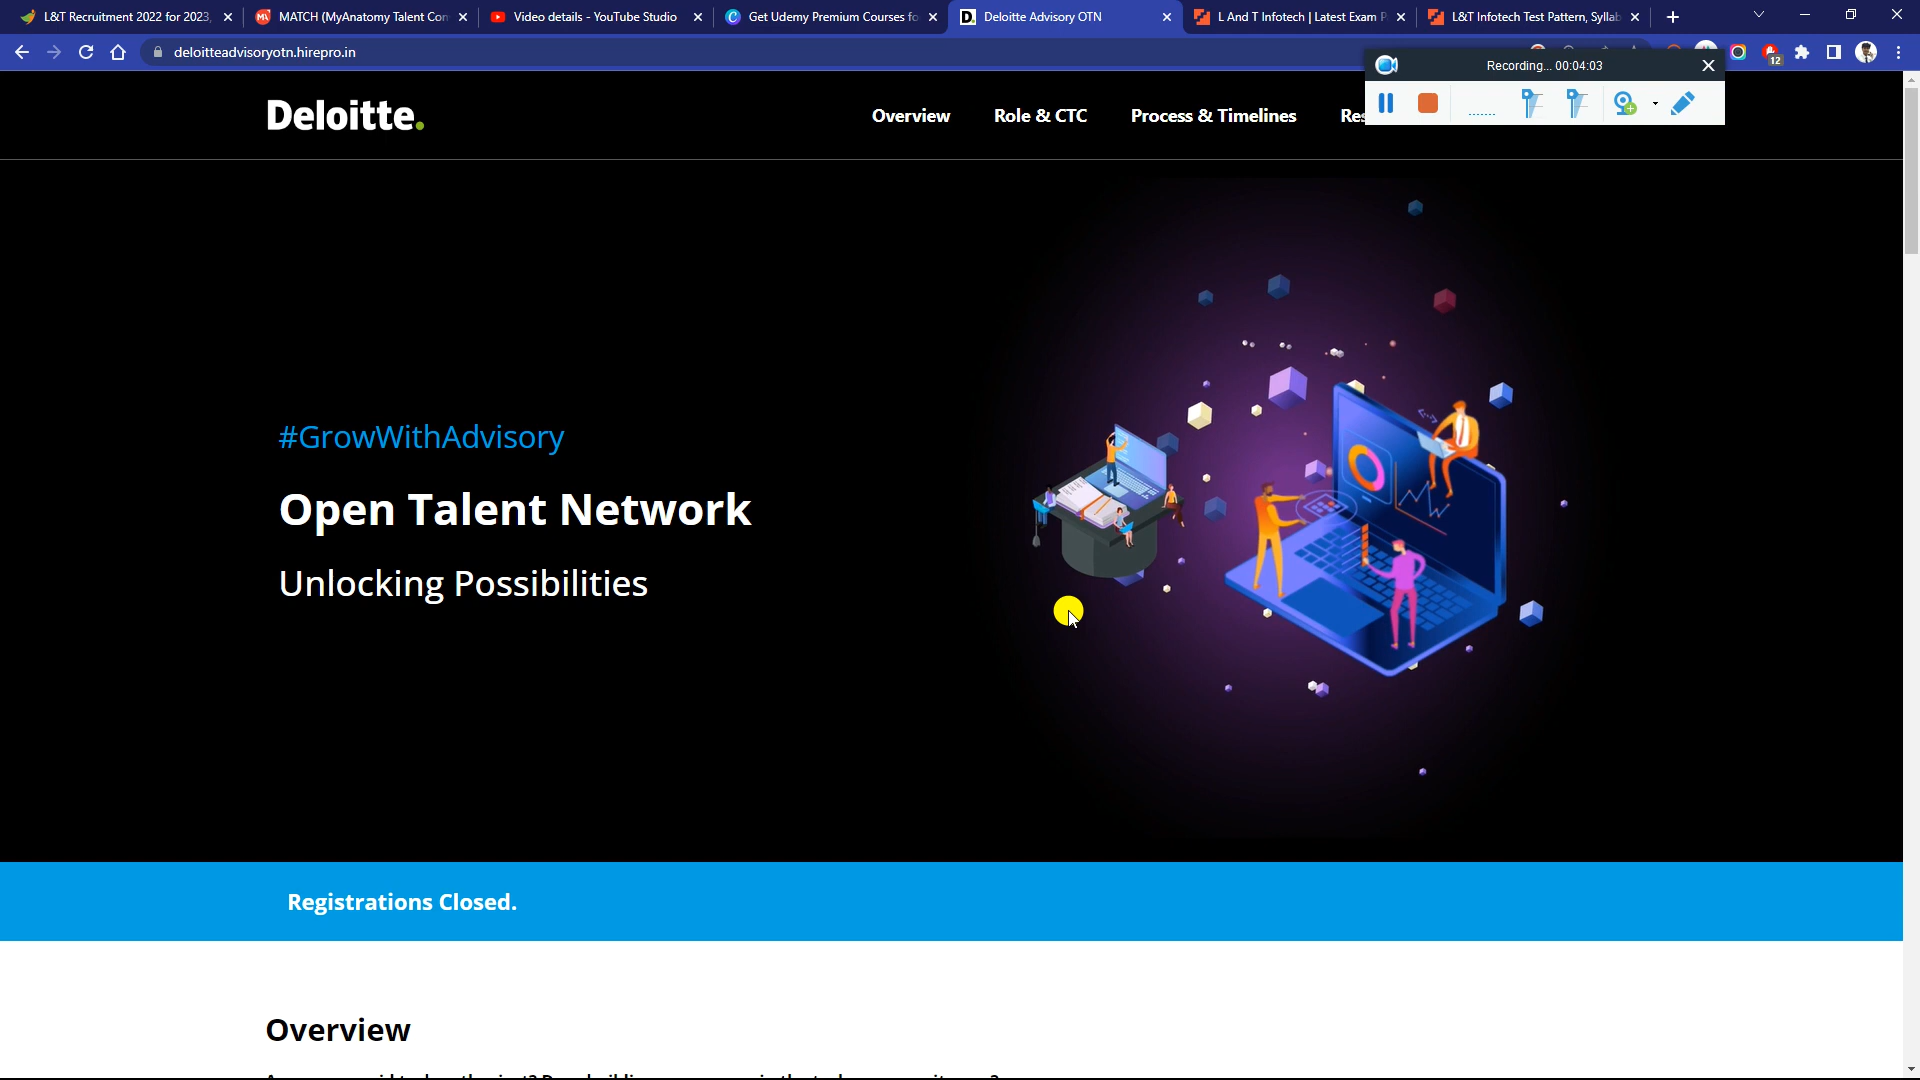 L&T Recruitment 2022 for 2023,
MATCH (MyAnatomy Talent Con
Video details - YouTube Studio
Get Udemy Premium Courses fo
Deloitte Advisory OTN
L And T Infotech | Latest Exam P
L&T Infotech Test Pattern, Syllab
deloitteadvisoryotn.hirepro.in
12
Recording... 00:04:03
Deloitte.
Overview
Role & CTC
Process & Timelines
Res
#GrowWithAdvisory
Open Talent Network
Unlocking Possibilities
Registrations Closed.
Overview